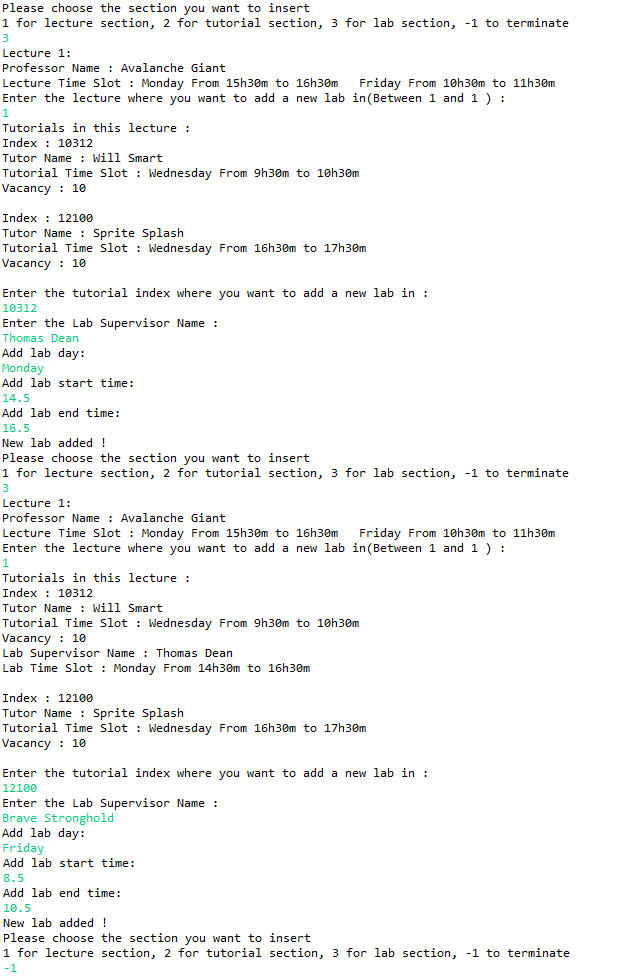 Please choose the section you want to insert
1 for lecture section, 2 for tutorial section, 3 for lab section, -1 to terminate
3
Lecture 1:
Professor Name : Avalanche Giant
Lecture Time Slot : Monday From 15h30m to 16h30m   Friday From 10h30m to 11h30m
Enter the lecture where you want to add a new lab in(Between 1 and 1 ) :
1
Tutorials in this lecture :
Index : 10312
Tutor Name : Will Smart
Tutorial Time Slot : Wednesday From 9h30m to 10h30m
Vacancy : 10

Index : 12100
Tutor Name : Sprite Splash
Tutorial Time Slot : Wednesday From 16h30m to 17h30m
Vacancy : 10

Enter the tutorial index where you want to add a new lab in :
10312
Enter the Lab Supervisor Name :
Thomas Dean
Add lab day:
Monday
Add lab start time:
14.5
Add lab end time:
16.5
New lab added !
Please choose the section you want to insert
1 for lecture section, 2 for tutorial section, 3 for lab section, -1 to terminate
3
Lecture 1:
Professor Name : Avalanche Giant
Lecture Time Slot : Monday From 15h30m to 16h30m   Friday From 10h30m to 11h30m
Enter the lecture where you want to add a new lab in(Between 1 and 1 ) :
1
Tutorials in this lecture :
Index : 10312
Tutor Name : Will Smart
Tutorial Time Slot : Wednesday From 9h30m to 10h30m
Vacancy : 10
Lab Supervisor Name : Thomas Dean
Lab Time Slot : Monday From 14h30m to 16h30m

Index : 12100
Tutor Name : Sprite Splash
Tutorial Time Slot : Wednesday From 16h30m to 17h30m
Vacancy : 10

Enter the tutorial index where you want to add a new lab in :
12100
Enter the Lab Supervisor Name :
Brave Stronghold
Add lab day:
Friday
Add lab start time:
8.5
Add lab end time:
10.5
New lab added !
Please choose the section you want to insert
1 for lecture section, 2 for tutorial section, 3 for lab section, -1 to terminate
-1